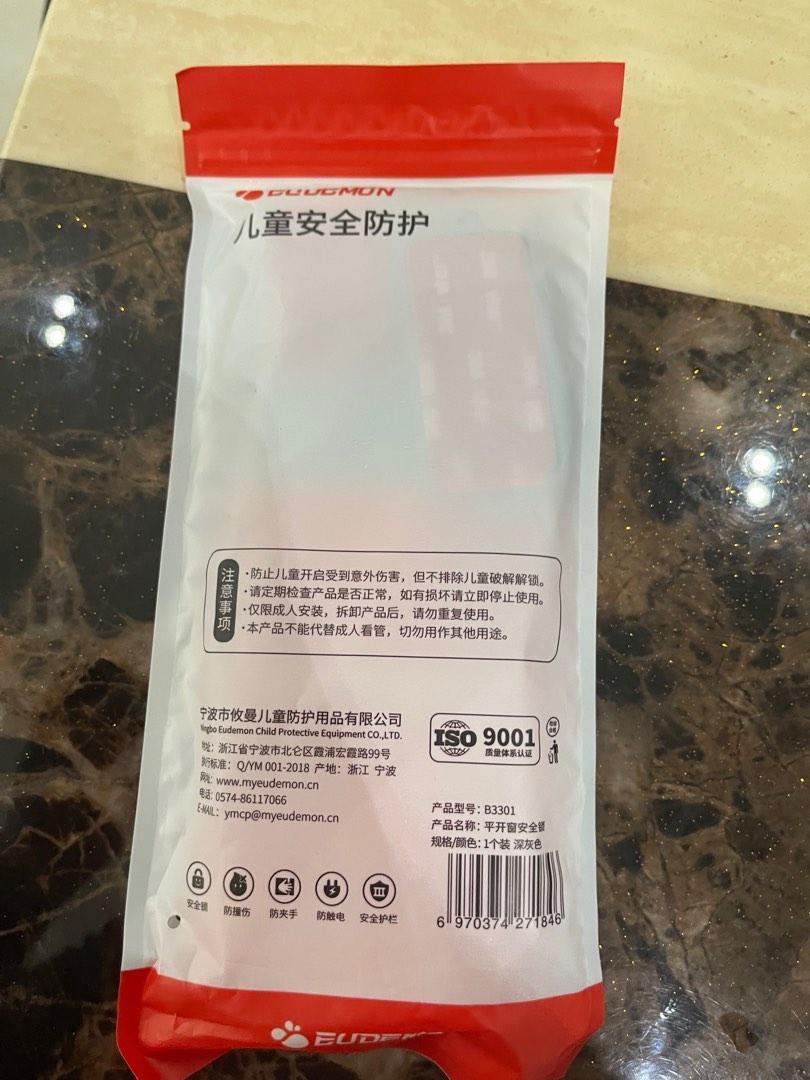 EUDEMON
儿童安全防护
注意事项
·防止儿童开启受到意外伤害，但不排除儿童破解解锁。
·请定期检查产品是否正常，如有损坏请立即停止使用。
·仅限成人安装，拆卸产品后，请勿重复使用。
·本产品不能代替成人看管，切勿用作其他用途。
宁波市攸曼儿童防护用品有限公司
Ningbo Eudemon Child Protective Equipment CO.,LTD.
地址：浙江省宁波市北仑区霞浦宏霞路99号
执行标准：Q/YM 001-2018 产地：浙江 宁波
网址：www.myeudemon.cn
电话：0574-86117066
E-MAIL：ymcp@myeudemon.cn
ISO 9001
质量体系认证
产品型号：B3301
产品名称：平开窗安全锁
规格/颜色：1个装 深灰色
6 970374 271846
安全锁
防撞伤
防夹手
防触电
安全护栏
EUDEM